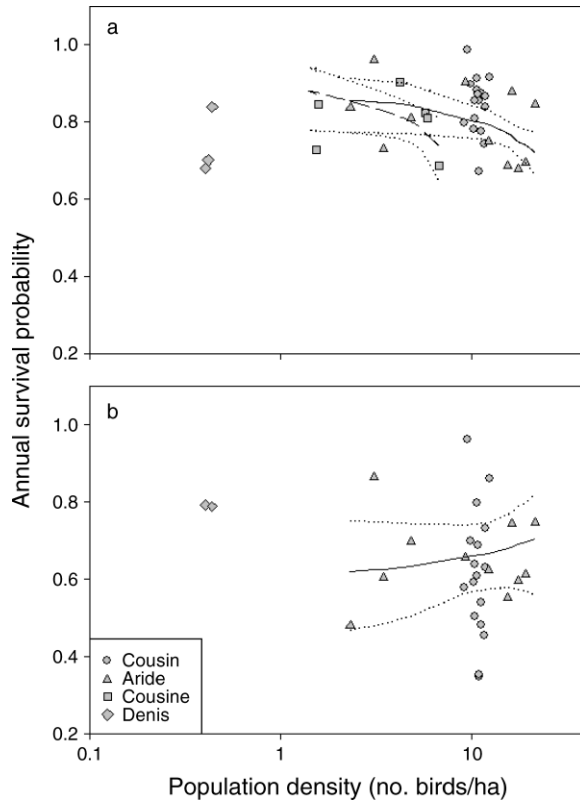 a
1.0
0.8
0.6
0.4
0.2
Annual survival probability
b
1.0
0.8
0.6
0.4
0.2
Cousin
Aride
Cousine
Denis
0.1 1 10
Population density (no. birds/ha)